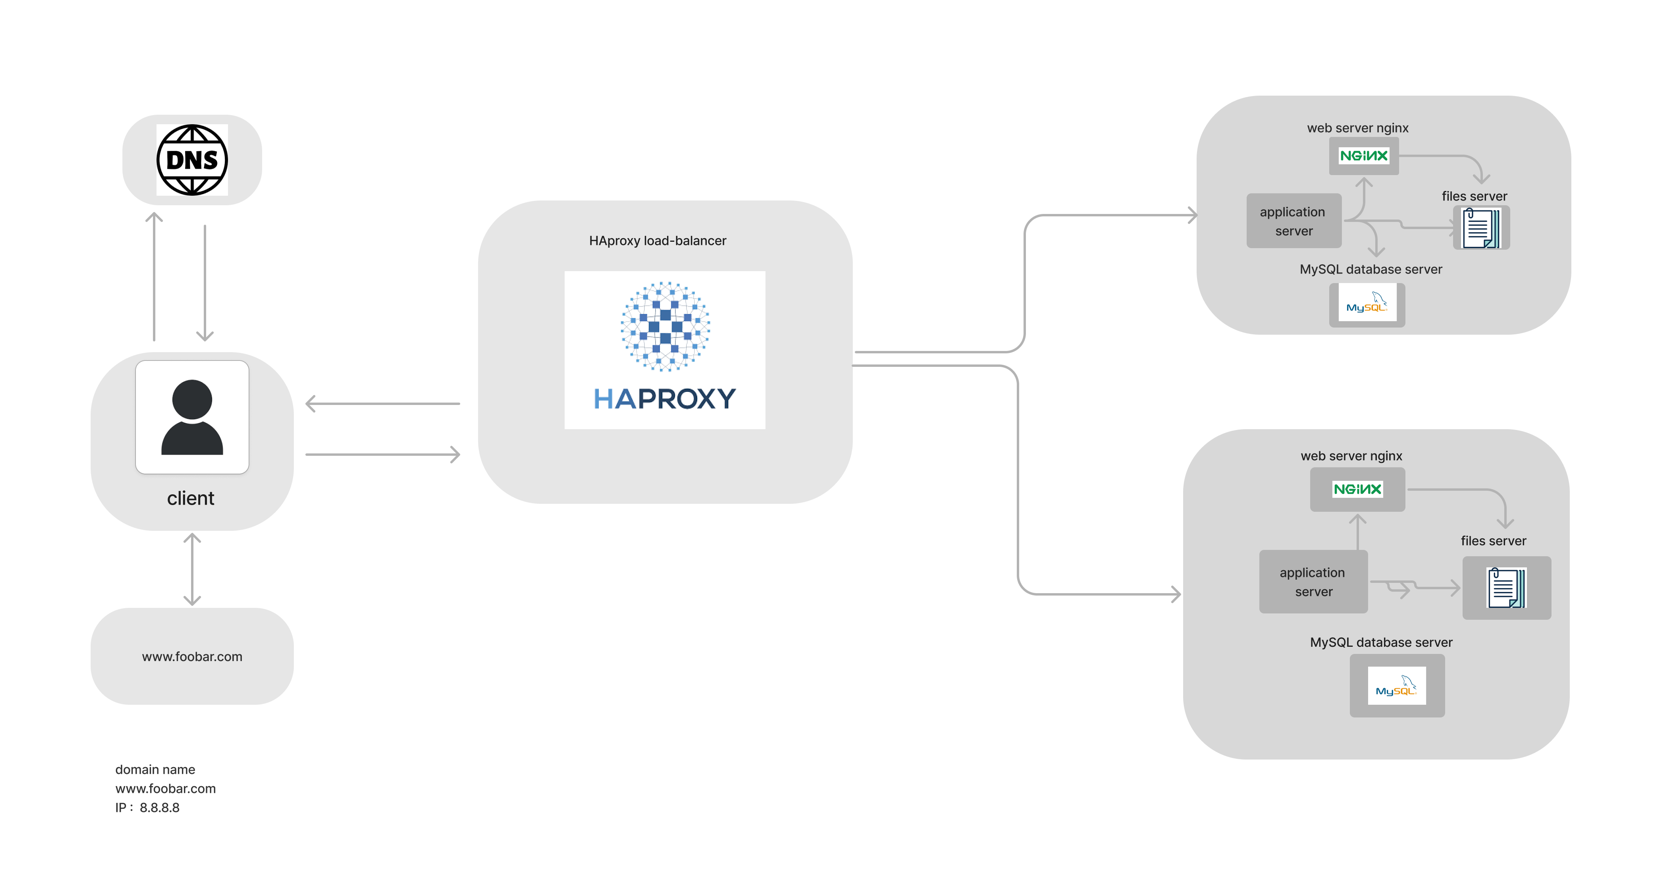 DNS
client
www.foobar.com
domain name
www.foobar.com
IP : 8.8.8.8
HAproxy load-balancer
HAPROXY
web server nginx
NGINX
files server
application
server
MySQL database server
MySQL
web server nginx
NGINX
files server
application
server
MySQL database server
MySQL